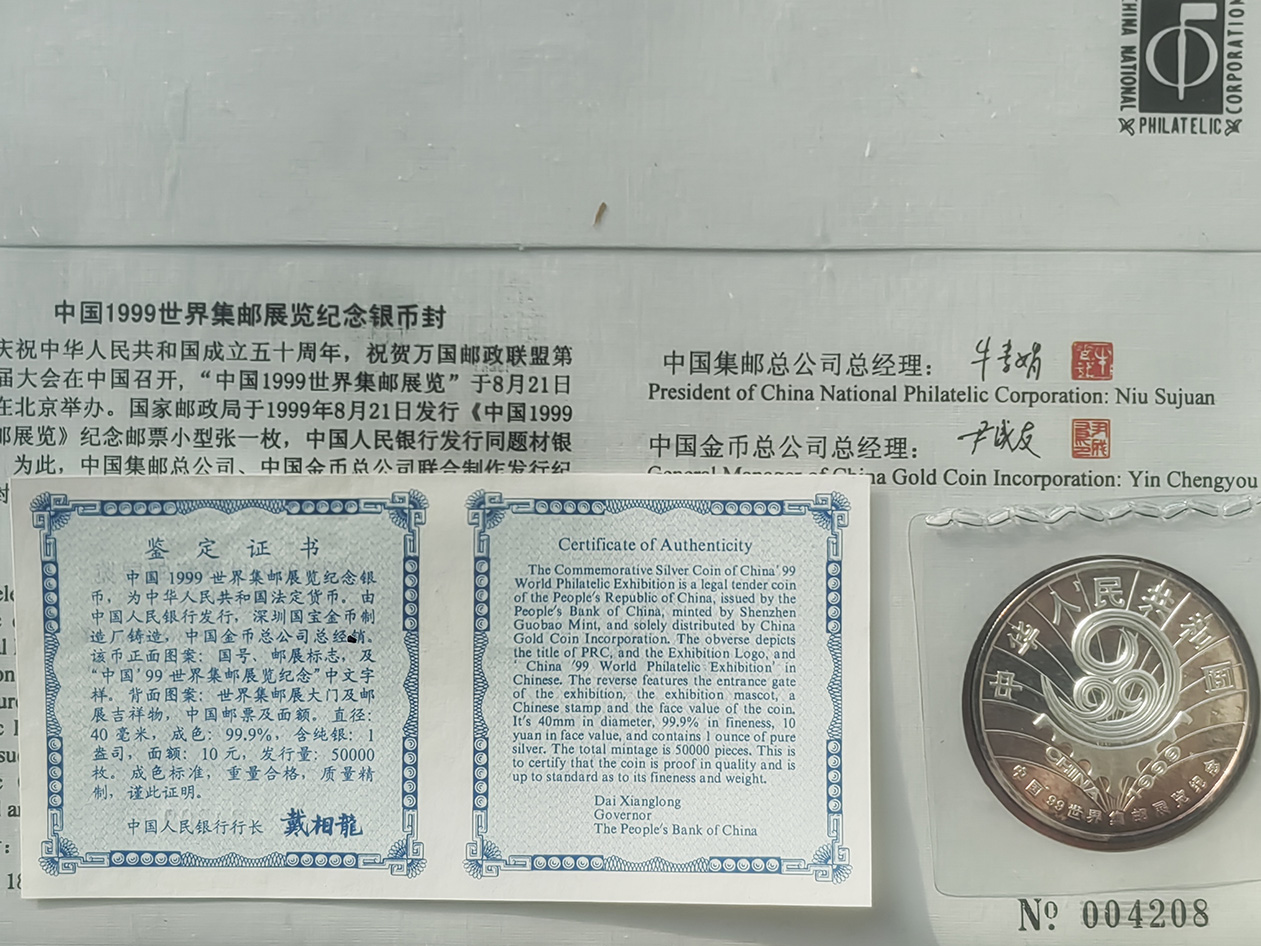 CHINA NATIONAL
PHILATELIC
CORPORATION
中国1999世界集邮展览纪念银币封
庆祝中华人民共和国成立五十周年，祝贺万国邮政联盟第
届大会在中国召开，“中国1999世界集邮展览”于8月21日
在北京举办。国家邮政局于1999年8月21日发行《中国1999
邮展览》纪念邮票小型张一枚，中国人民银行发行同题材银
为此，中国集邮总公司、中国金币总公司联合制作发行纪
中国集邮总公司总经理：牛素娟
President of China National Philatelic Corporation: Niu Sujuan
中国金币总公司总经理：尹成友
General Manager of China Gold Coin Incorporation: Yin Chengyou
鉴定证书
中国1999世界集邮展览纪念银
币，为中华人民共和国法定货币。由
中国人民银行发行，深圳国宝金币制
造厂铸造，中国金币总公司总经销。
该币正面图案：国号、邮展标志，及
“中国’99世界集邮展览纪念”中文字
样。背面图案：世界集邮展大门及邮
展吉祥物，中国邮票及面额。直径：
40毫米，成色：99.9%，含纯银：1
盎司，面额：10元，发行量：50000
枚。成色标准，重量合格，质量精
制，谨此证明。
中国人民银行行长 戴相龍
Certificate of Authenticity
The Commemorative Silver Coin of China’99
World Philatelic Exhibition is a legal tender coin
of the People's Republic of China, issued by the
People's Bank of China, minted by Shenzhen
Guobao Mint, and solely distributed by China
Gold Coin Incorporation. The obverse depicts
the title of PRC, and the Exhibition Logo, and
‘China ’99 World Philatelic Exhibition’ in
Chinese. The reverse features the entrance gate
of the exhibition, the exhibition mascot, a
Chinese stamp and the face value of the coin.
It's 40mm in diameter, 99.9% in fineness, 10
yuan in face value, and contains 1 ounce of pure
silver. The total mintage is 50000 pieces. This is
to certify that the coin is proof in quality and is
up to standard as to its fineness and weight.
Dai Xianglong
Governor
The People's Bank of China
中华人民共和国
CHINA 1999
中国’99世界集邮展览纪念
Nº 004208